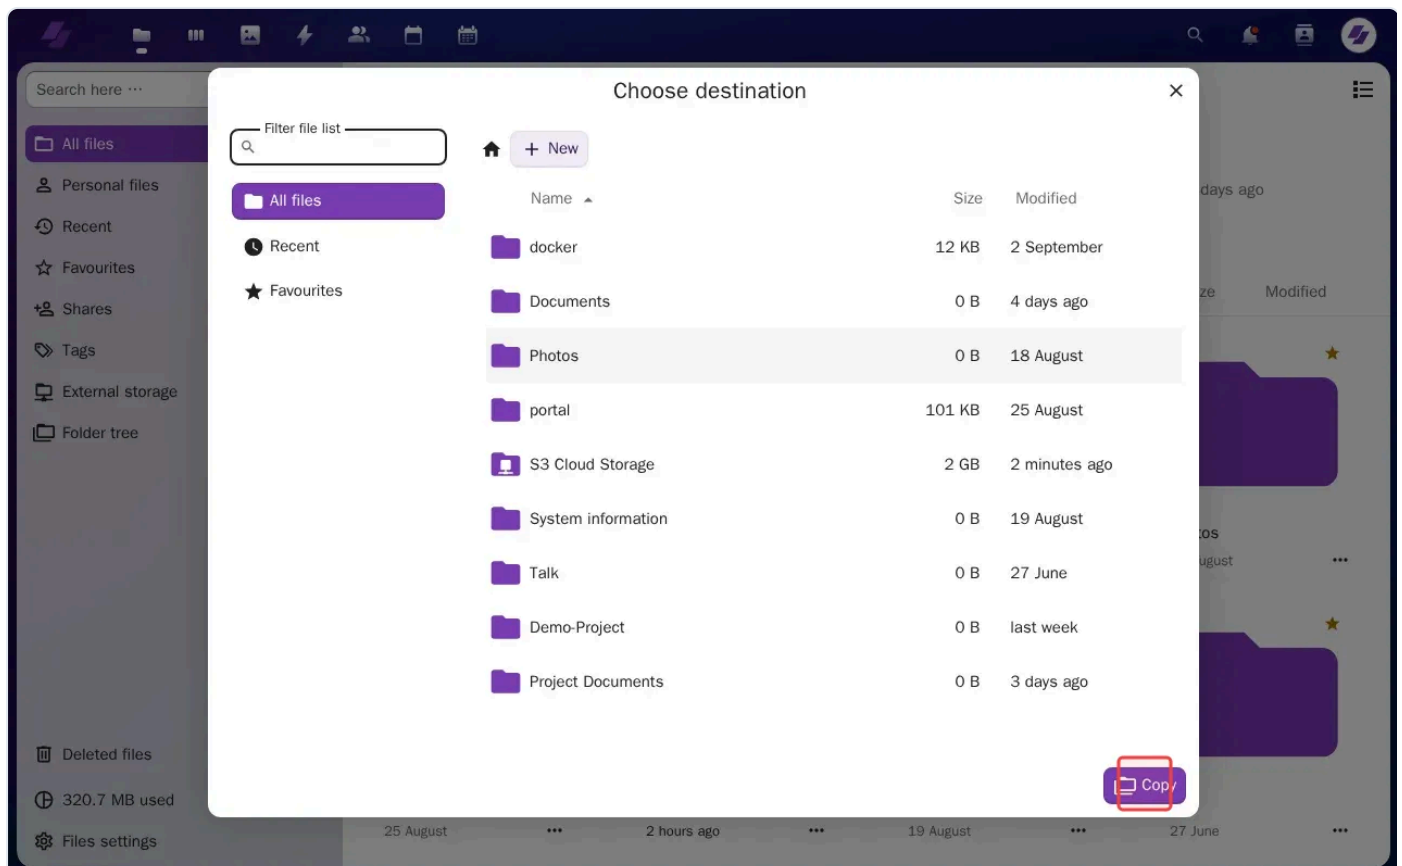 Choose destination
Search here ...
Filter file list
New
All files
Personal files
Recent
Favourites
Shares
Tags
External storage
Folder tree
Deleted files
320.7 MB used
Files settings
All files
Recent
Favourites
Name Size Modified
docker 12 KB 2 September
Documents 0 B 4 days ago
Photos 0 B 18 August
portal 101 KB 25 August
S3 Cloud Storage 2 GB 2 minutes ago
System information 0 B 19 August
Talk 0 B 27 June
Demo-Project 0 B last week
Project Documents 0 B 3 days ago
Copy
days ago
Modified
25 August 2 hours ago 19 August 27 June